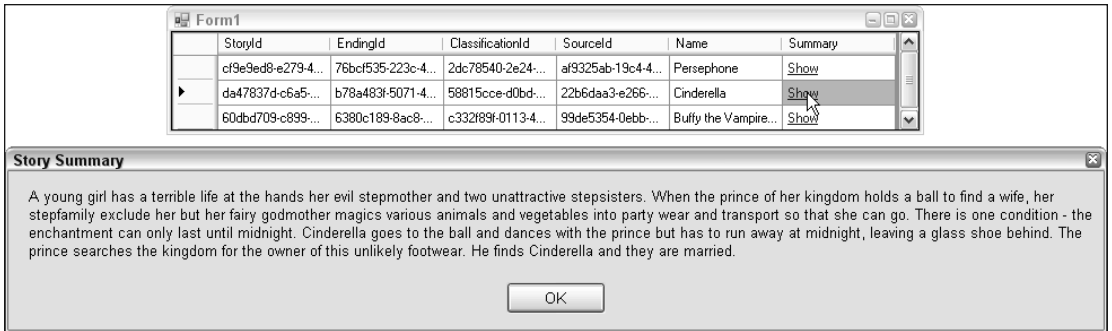 Form1
StoryId EndingId ClassificationId SourceId Name Summary
cf9e9ed8-e279-4... 76bcf535-223c-4... 2dc78540-2e24-... af9325ab-19c4-4... Persephone Show
da47837d-c6a5-... b78a483f-5071-4... 58815cce-d0bd-... 22b6daa3-e266-... Cinderella Show
60dbd709-c899-... 6380c189-8ac8-... c332f89f-0113-4... 99de5354-0ebb-... Buffy the Vampire... Show
Story Summary
A young girl has a terrible life at the hands her evil stepmother and two unattractive stepsisters. When the prince of her kingdom holds a ball to find a wife, her
stepfamily exclude her but her fairy godmother magics various animals and vegetables into party wear and transport so that she can go. There is one condition - the
enchantment can only last until midnight. Cinderella goes to the ball and dances with the prince but has to run away at midnight, leaving a glass shoe behind. The
prince searches the kingdom for the owner of this unlikely footwear. He finds Cinderella and they are married.
OK